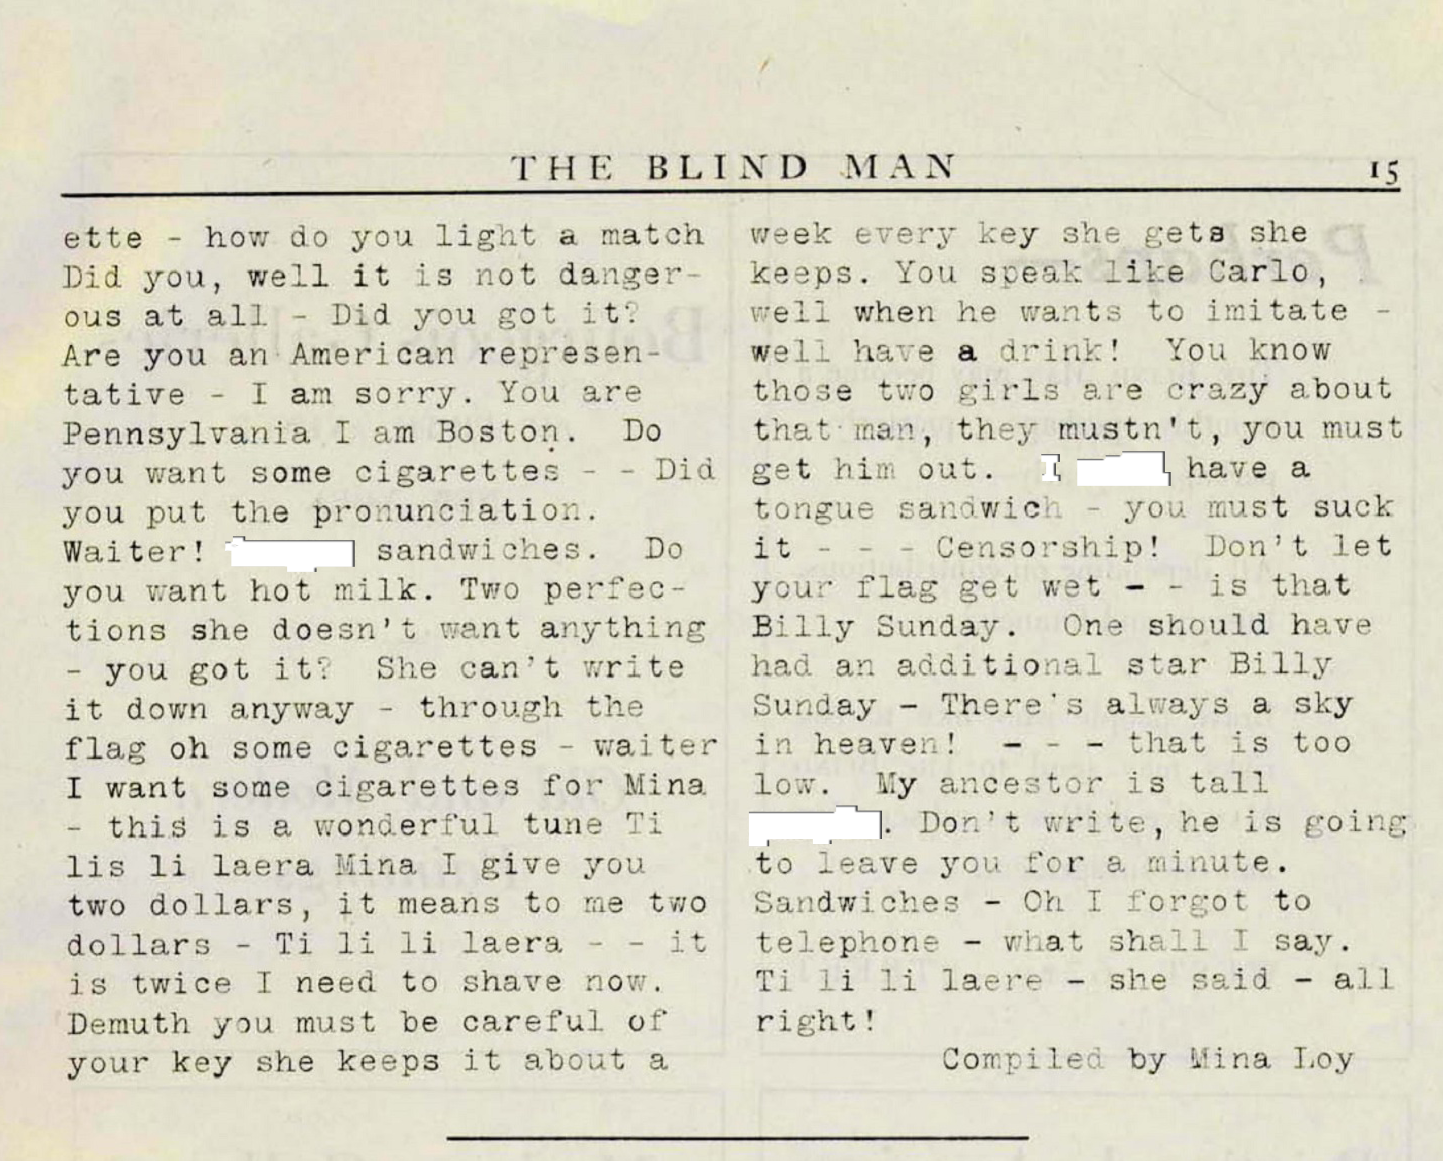 THE BLIND MAN 15
ette - how do you light a match
Did you, well it is not danger-
ous at all - Did you got it?
Are you an American represen-
tative - I am sorry. You are
Pennsylvania I am Boston. Do
you want some cigarettes - - Did
you put the pronunciation.
Waiter! sandwiches. Do
you want hot milk. Two perfec-
tions she doesn't want anything
- you got it? She can't write
it down anyway - through the
flag oh some cigarettes - waiter
I want some cigarettes for Mina
- this is a wonderful tune Ti
lis li laera Mina I give you
two dollars, it means to me two
dollars - Ti li li laera - - it
is twice I need to shave now.
Demuth you must be careful of
your key she keeps it about a
week every key she gets she
keeps. You speak like Carlo,
well when he wants to imitate -
well have a drink! You know
those two girls are crazy about
that man, they mustn't, you must
get him out. I have a
tongue sandwich - you must suck
it - - - Censorship! Don't let
your flag get wet - - is that
Billy Sunday. One should have
had an additional star Billy
Sunday - There's always a sky
in heaven! - - - that is too
low. My ancestor is tall
. Don't write, he is going
to leave you for a minute.
Sandwiches - Oh I forgot to
telephone - what shall I say.
Ti li li laere - she said - all
right!
Compiled by Mina Loy